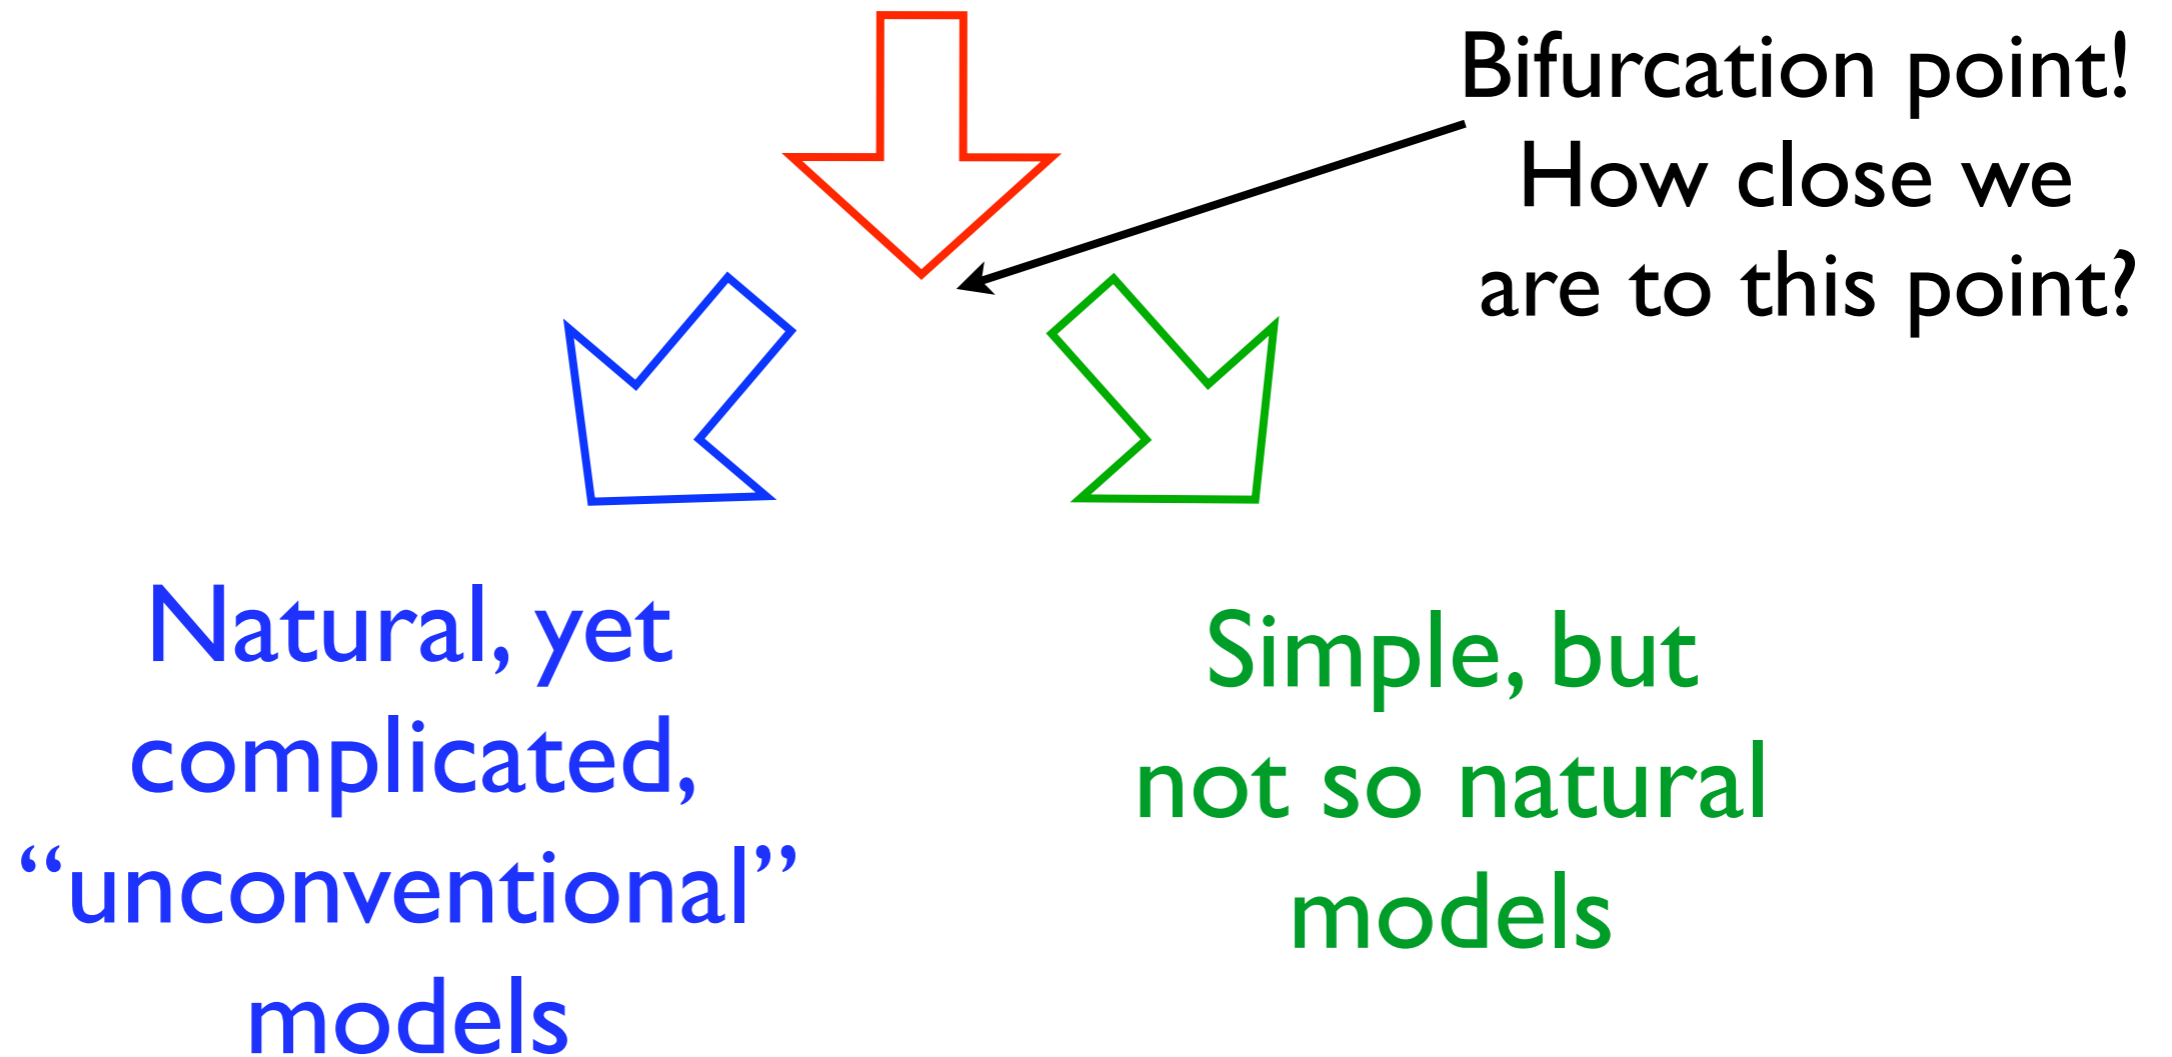 Bifurcation point!
How close we
are to this point?
Natural, yet
complicated,
“unconventional”
models
Simple, but
not so natural
models